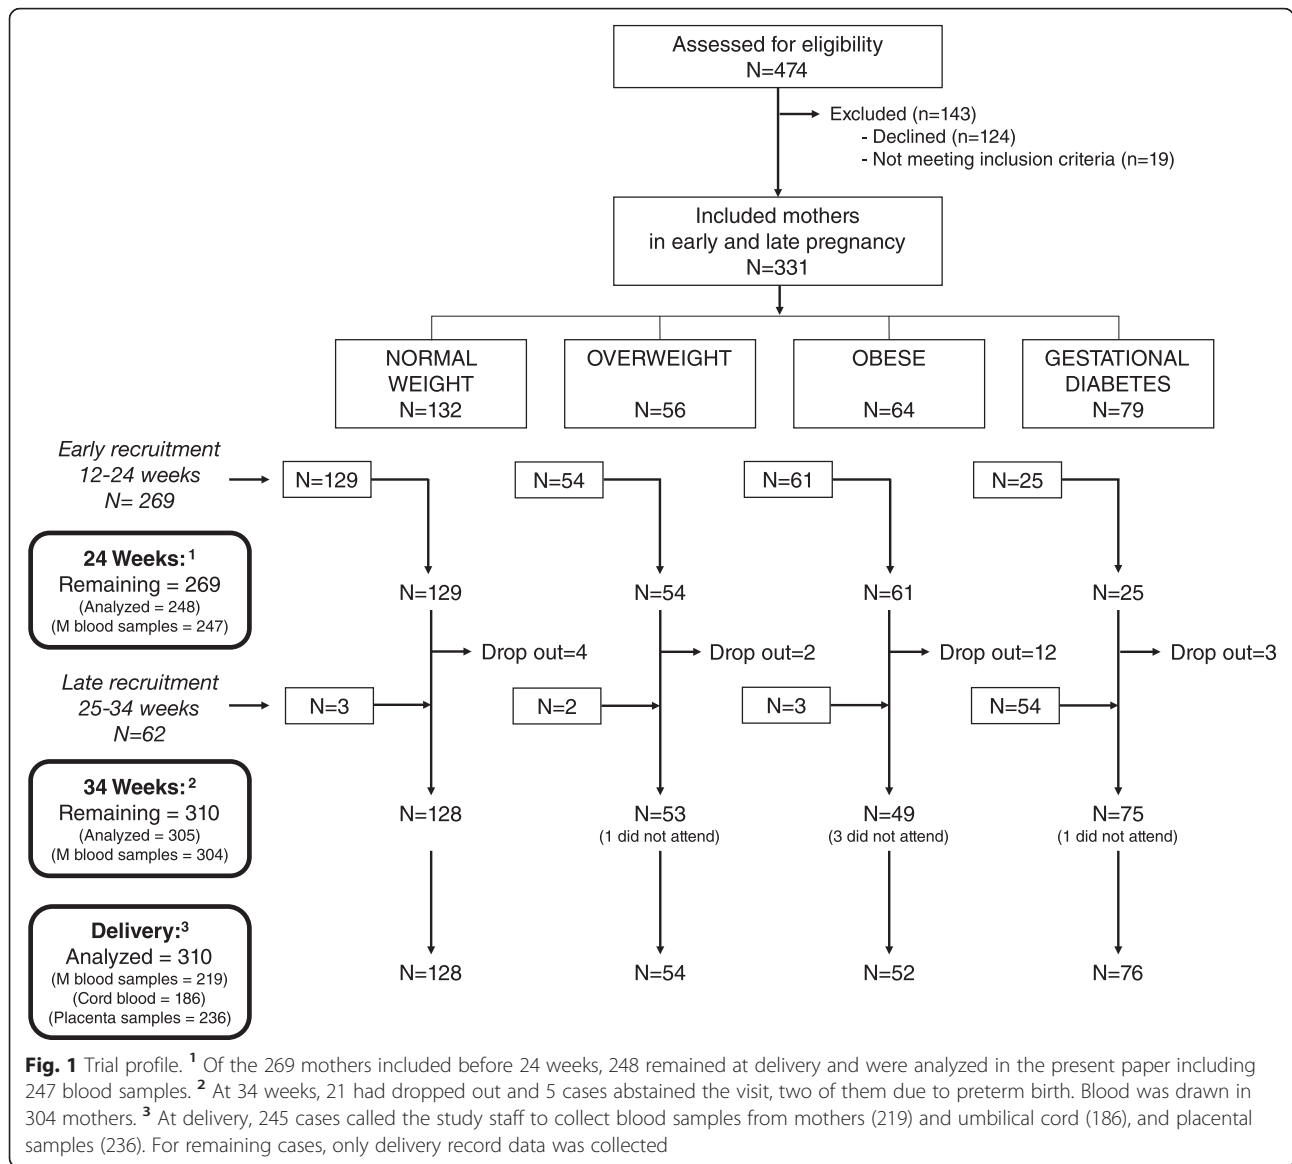 Assessed for eligibility
N=474
Excluded (n=143)
- Declined (n=124)
- Not meeting inclusion criteria (n=19)
Included mothers
in early and late pregnancy
N=331
NORMAL
WEIGHT
N=132
OVERWEIGHT
N=56
OBESE
N=64
GESTATIONAL
DIABETES
N=79
Early recruitment
12-24 weeks
N= 269
N=129
N=54
N=61
N=25
24 Weeks:1
Remaining = 269
(Analyzed = 248)
(M blood samples = 247)
N=129
N=54
N=61
N=25
Drop out=4
Drop out=2
Drop out=12
Drop out=3
Late recruitment
25-34 weeks
N=62
N=3
N=2
N=3
N=54
34 Weeks:2
Remaining = 310
(Analyzed = 305)
(M blood samples = 304)
N=128
N=53
(1 did not attend)
N=49
(3 did not attend)
N=75
(1 did not attend)
Delivery:3
Analyzed = 310
(M blood samples = 219)
(Cord blood = 186)
(Placenta samples = 236)
N=128
N=54
N=52
N=76
Fig. 1 Trial profile. 1 Of the 269 mothers included before 24 weeks, 248 remained at delivery and were analyzed in the present paper including
247 blood samples. 2 At 34 weeks, 21 had dropped out and 5 cases abstained the visit, two of them due to preterm birth. Blood was drawn in
304 mothers. 3 At delivery, 245 cases called the study staff to collect blood samples from mothers (219) and umbilical cord (186), and placental
samples (236). For remaining cases, only delivery record data was collected